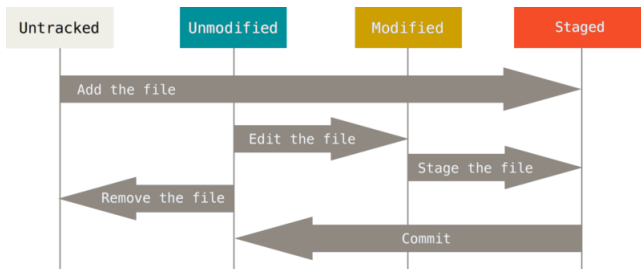 Untracked
Unmodified
Modified
Staged
Add the file
Edit the file
Stage the file
Remove the file
Commit